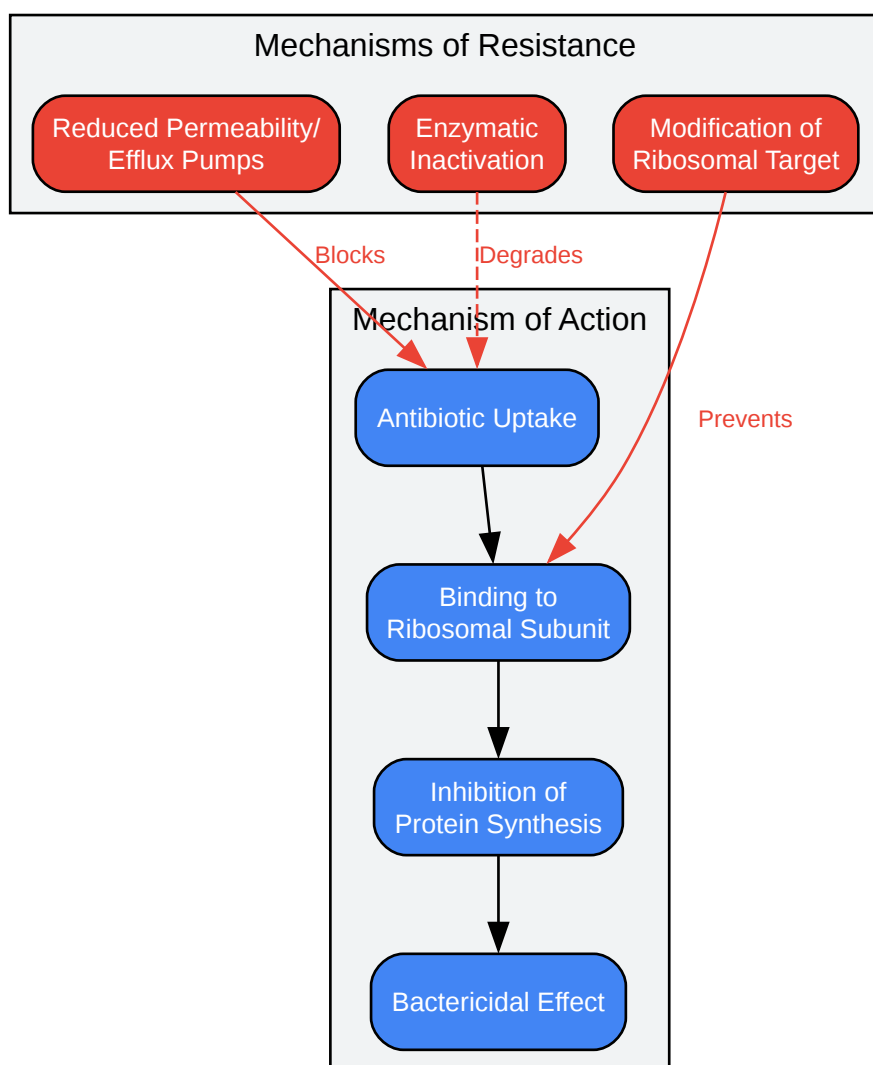 Mechanisms of Resistance
Reduced Permeability/
Efflux Pumps
Enzymatic
Inactivation
Modification of
Ribosomal Target
Blocks
Degrades
Mechanism of Action
Antibiotic Uptake
Prevents
Binding to
Ribosomal Subunit
Inhibition of
Protein Synthesis
Bactericidal Effect